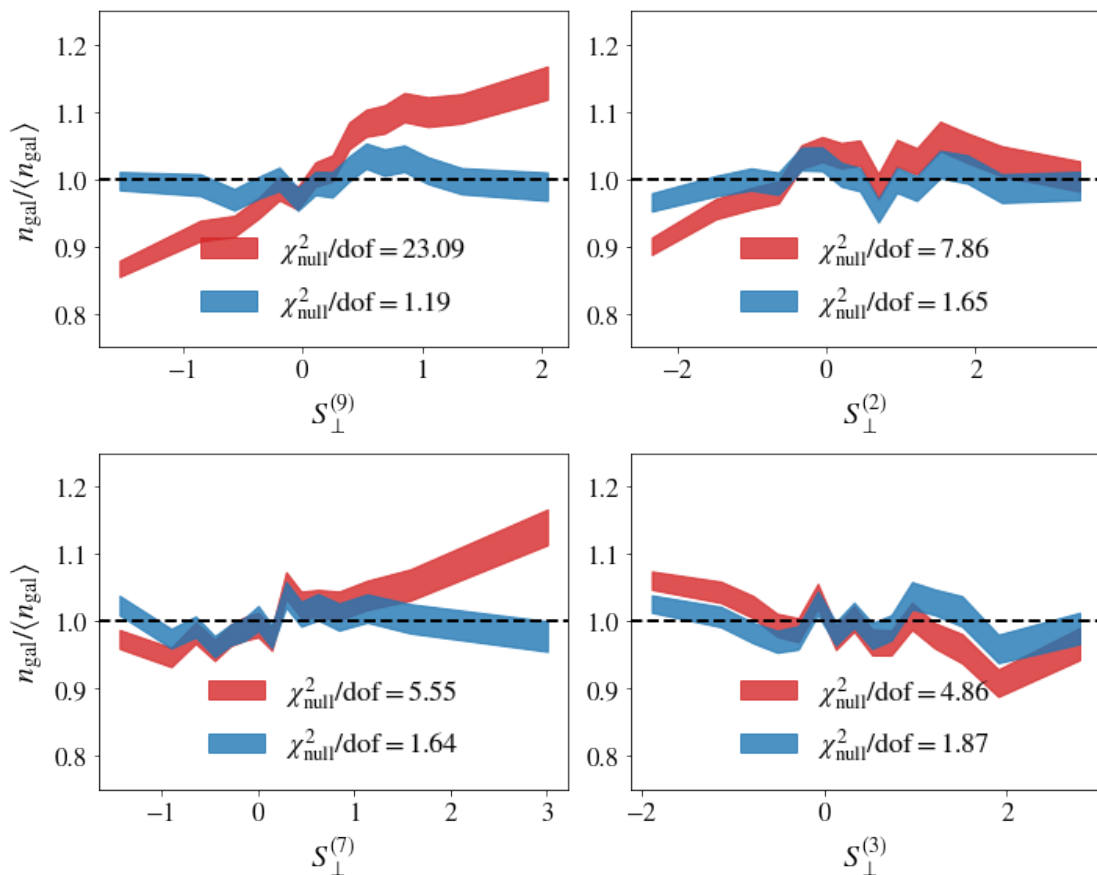 1.2
1.1
1.0
0.9
0.8
n_gal/⟨n_gal⟩
χ²_null/dof = 23.09
χ²_null/dof = 1.19
−1 0 1 2
S_⊥^(9)
χ²_null/dof = 7.86
χ²_null/dof = 1.65
1.2
1.1
1.0
0.9
0.8
−2 0 2
S_⊥^(2)
1.2
1.1
1.0
0.9
0.8
n_gal/⟨n_gal⟩
χ²_null/dof = 5.55
χ²_null/dof = 1.64
−1 0 1 2 3
S_⊥^(7)
1.2
1.1
1.0
0.9
0.8
χ²_null/dof = 4.86
χ²_null/dof = 1.87
−2 0 2
S_⊥^(3)